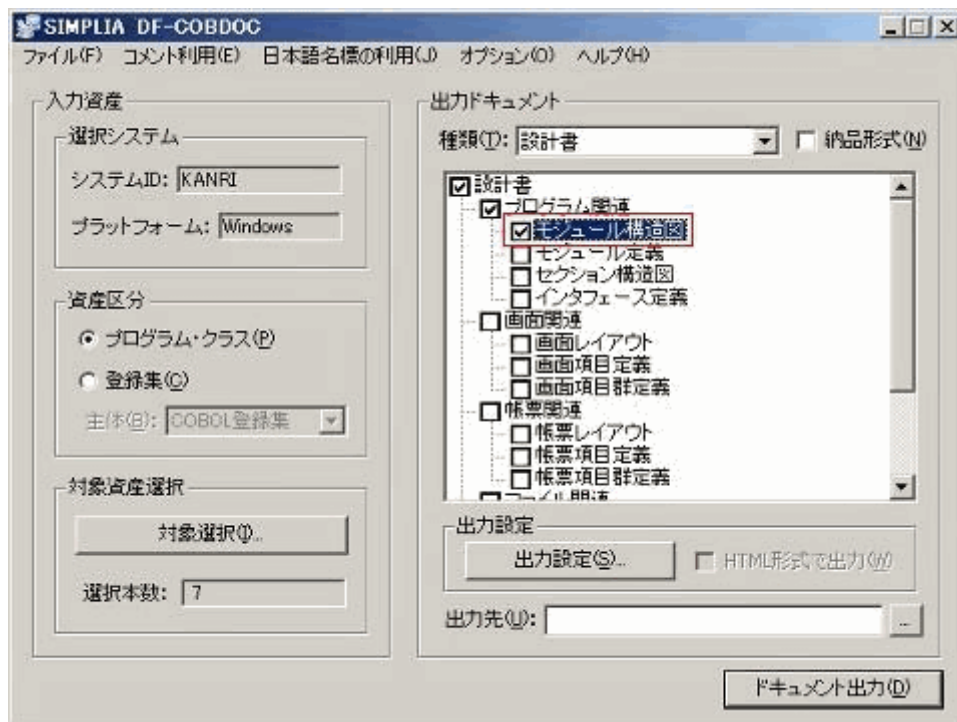 SIMPLIA DF-COBDOC
ファイル(F) コメント利用(E) 日本語名標の利用(J) オプション(O) ヘルプ(H)
入力資産
選択システム
システムID: KANRI
プラットフォーム: Windows
資産区分
プログラム・クラス(P)
登録集(C)
主体(B): COBOL登録集
対象資産選択
対象選択(I)...
選択本数: 7
出力ドキュメント
種類(T): 設計書 納品形式(N)
設計書
プログラム関連
モジュール構造図
モジュール定義
セクション構造図
インタフェース定義
画面関連
画面レイアウト
画面項目定義
画面項目群定義
帳票関連
帳票レイアウト
帳票項目定義
帳票項目群定義
ファイル関連
出力設定
出力設定(S)... HTML形式で出力(W)
出力先(U): ...
ドキュメント出力(D)